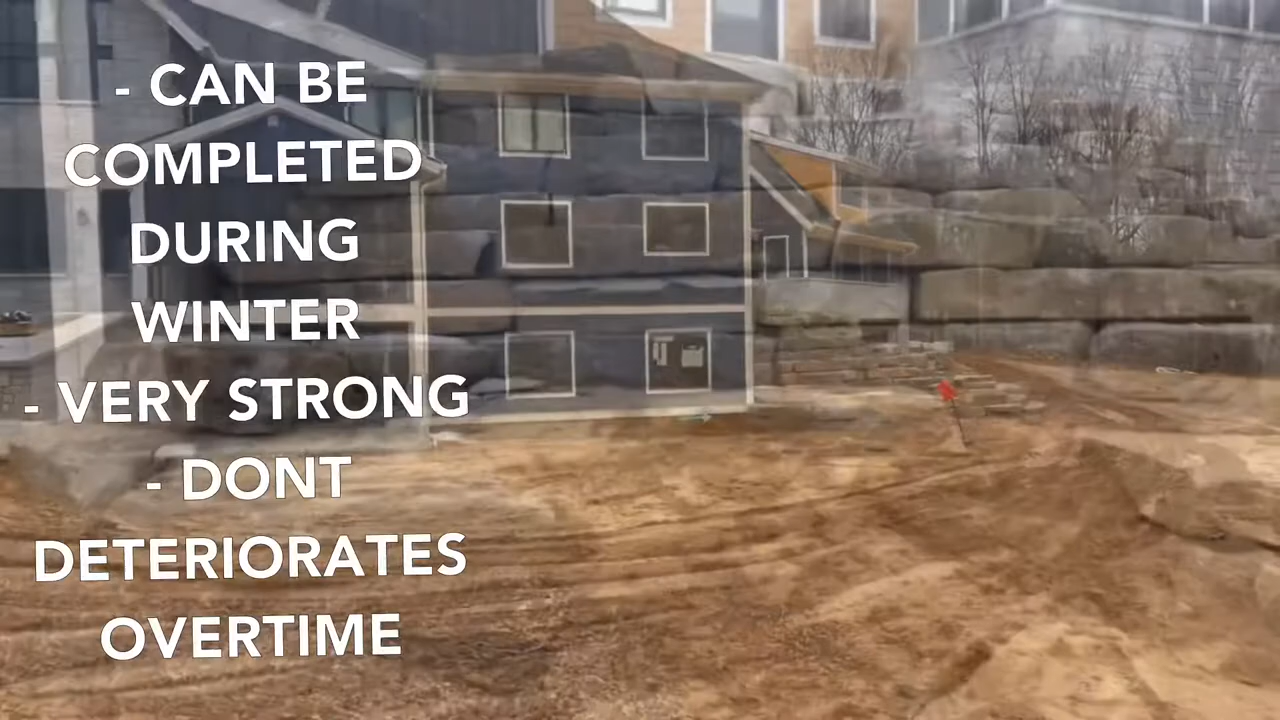 - CAN BE
COMPLETED
DURING
WINTER
- VERY STRONG
- DONT
DETERIORATES
OVERTIME